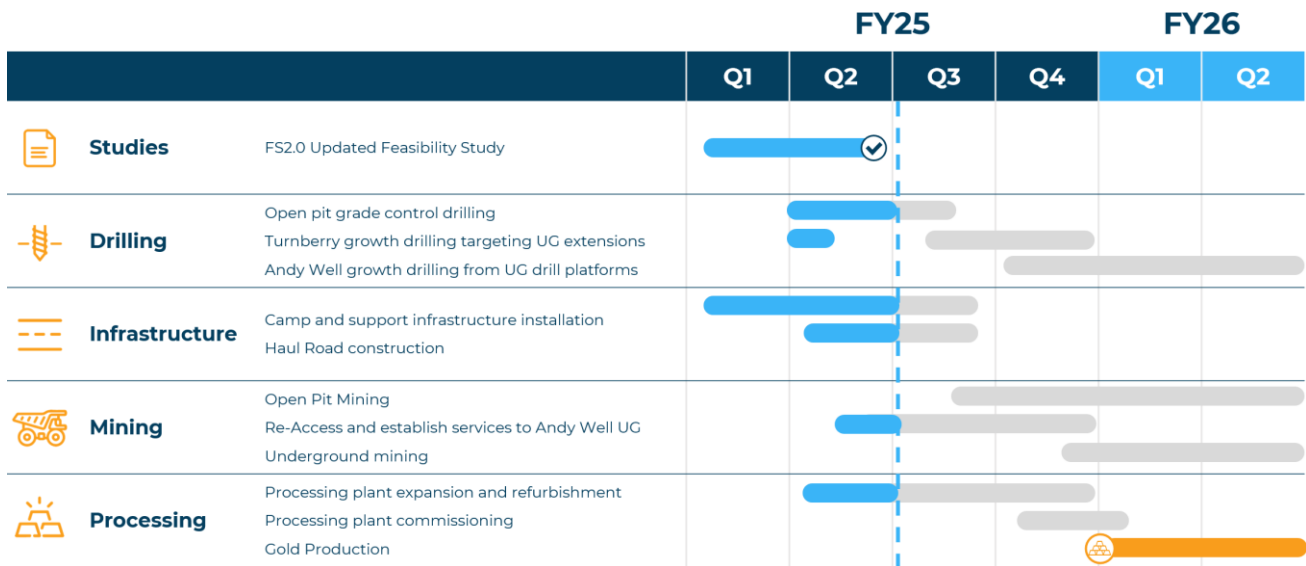 FY25 FY26
Q1 Q2 Q3 Q4 Q1 Q2
Studies
FS2.0 Updated Feasibility Study
Drilling
Open pit grade control drilling
Turnberry growth drilling targeting UG extensions
Andy Well growth drilling from UG drill platforms
Infrastructure
Camp and support infrastructure installation
Haul Road construction
Mining
Open Pit Mining
Re-Access and establish services to Andy Well UG
Underground mining
Processing
Processing plant expansion and refurbishment
Processing plant commissioning
Gold Production